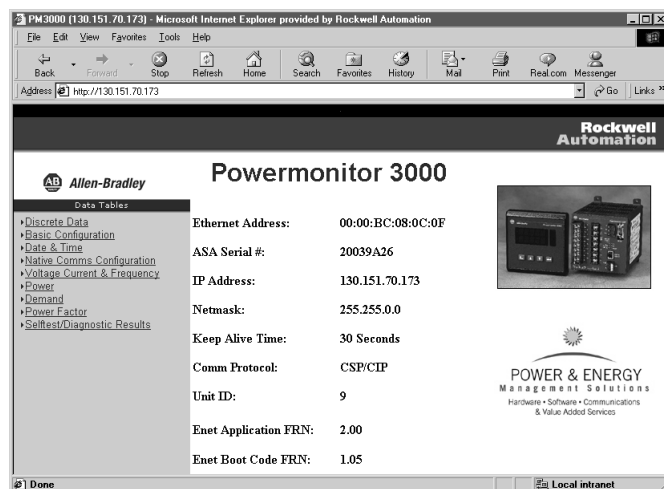 PM3000 (130.151.70.173) - Microsoft Internet Explorer provided by Rockwell Automation
File Edit View Favorites Tools Help
Back Forward Stop Refresh Home Search Favorites History Mail Print Real.com Messenger
Address http://130.151.70.173 Go Links »
Rockwell
Automation
AB Allen-Bradley
Powermonitor 3000
Data Tables
Discrete Data
Basic Configuration
Date & Time
Native Comms Configuration
Voltage Current & Frequency
Power
Demand
Power Factor
Selftest/Diagnostic Results
Ethernet Address: 00:00:BC:08:0C:0F
ASA Serial #: 20039A26
IP Address: 130.151.70.173
Netmask: 255.255.0.0
Keep Alive Time: 30 Seconds
Comm Protocol: CSP/CIP
Unit ID: 9
Enet Application FRN: 2.00
Enet Boot Code FRN: 1.05
POWER & ENERGY
Management Solutions
Hardware • Software • Communications
& Value Added Services
Done Local intranet